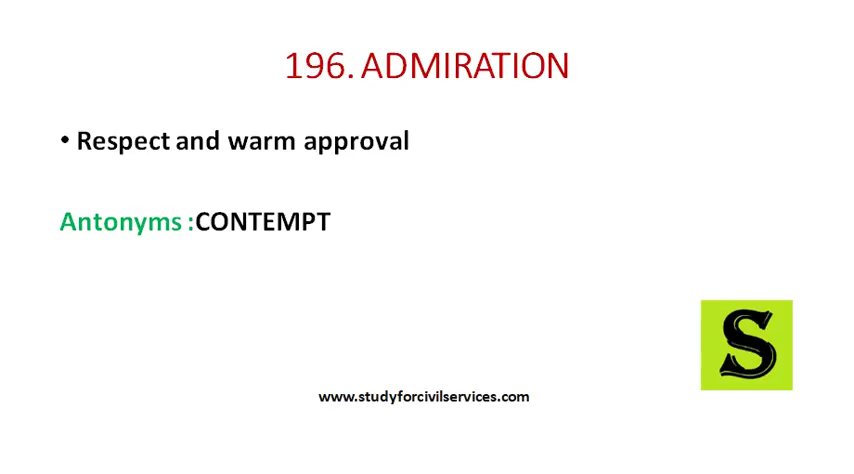 196. ADMIRATION
• Respect and warm approval
Antonyms :CONTEMPT
S
www.studyforcivilservices.com